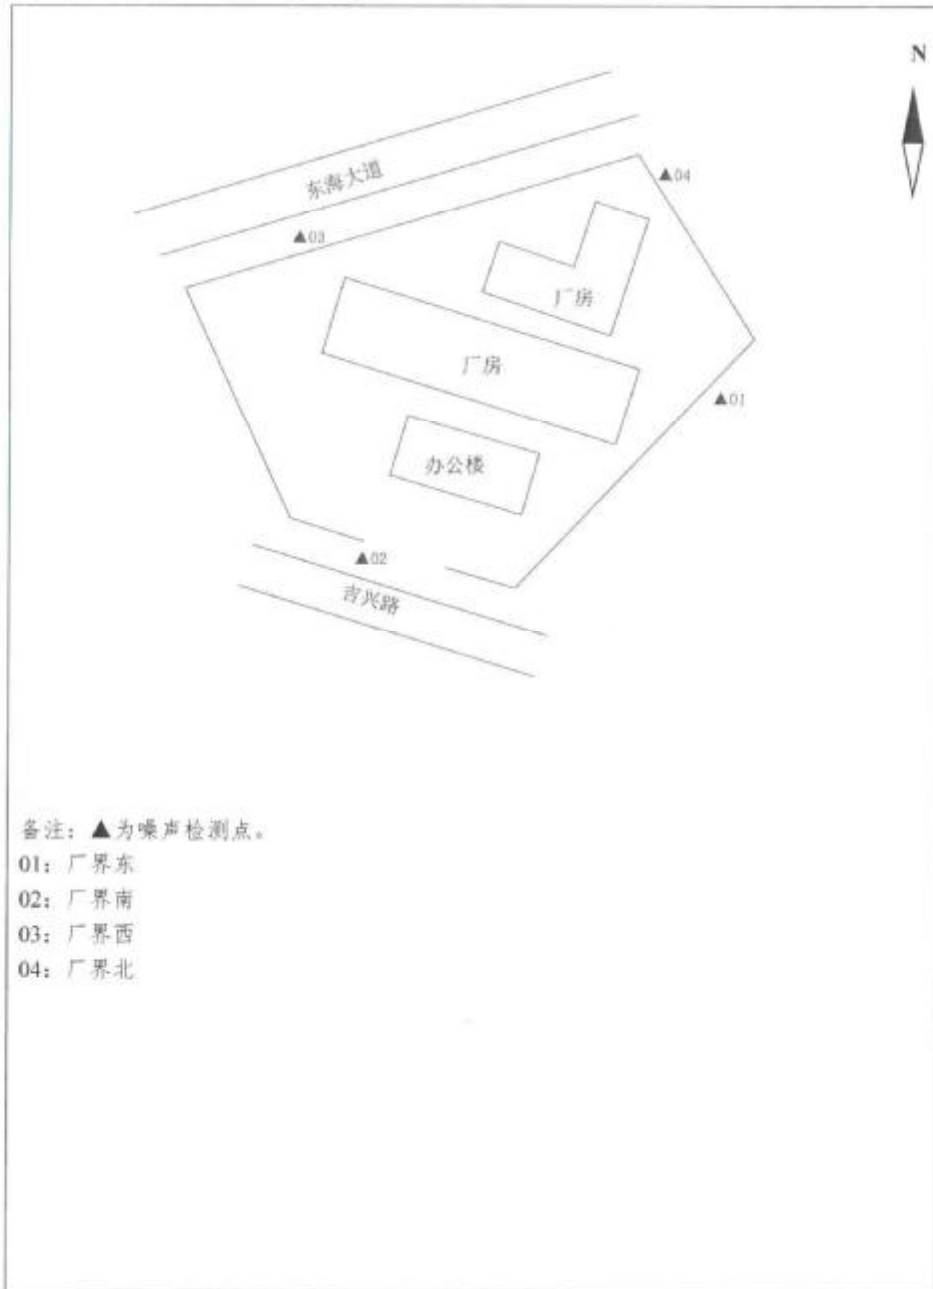 N
东海大道
▲04
▲03
厂房
厂房
▲01
办公楼
▲02
吉兴路
备注：▲为噪声检测点。
01：厂界东
02：厂界南
03：厂界西
04：厂界北